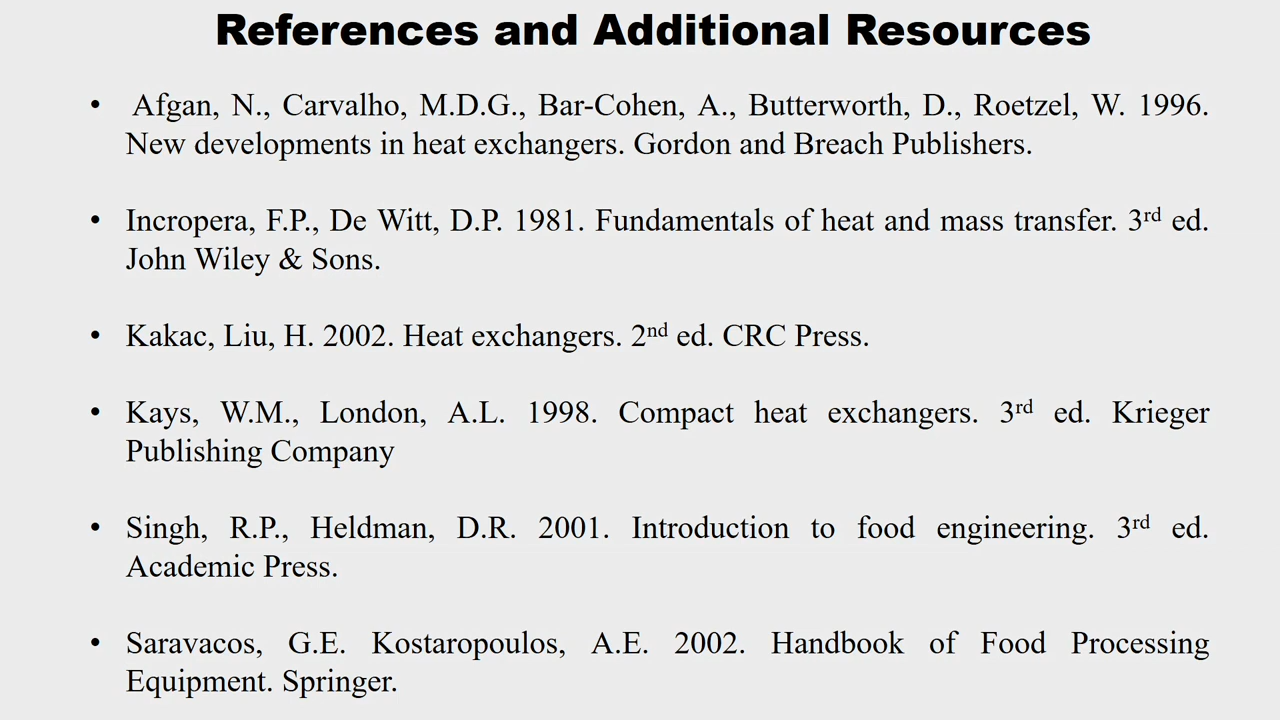 References and Additional Resources
• Afgan, N., Carvalho, M.D.G., Bar-Cohen, A., Butterworth, D., Roetzel, W. 1996.
New developments in heat exchangers. Gordon and Breach Publishers.
• Incropera, F.P., De Witt, D.P. 1981. Fundamentals of heat and mass transfer. 3rd ed.
John Wiley & Sons.
• Kakac, Liu, H. 2002. Heat exchangers. 2nd ed. CRC Press.
• Kays, W.M., London, A.L. 1998. Compact heat exchangers. 3rd ed. Krieger
Publishing Company
• Singh, R.P., Heldman, D.R. 2001. Introduction to food engineering. 3rd ed.
Academic Press.
• Saravacos, G.E. Kostaropoulos, A.E. 2002. Handbook of Food Processing
Equipment. Springer.